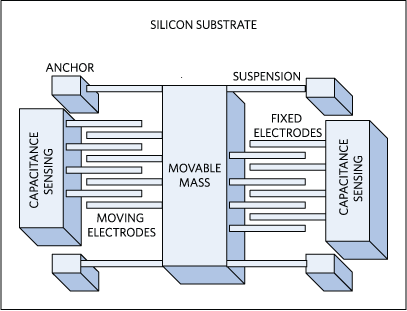 SILICON SUBSTRATE
ANCHOR
SUSPENSION
FIXED
ELECTRODES
CAPACITANCE
SENSING
MOVABLE
MASS
CAPACITANCE
SENSING
MOVING
ELECTRODES